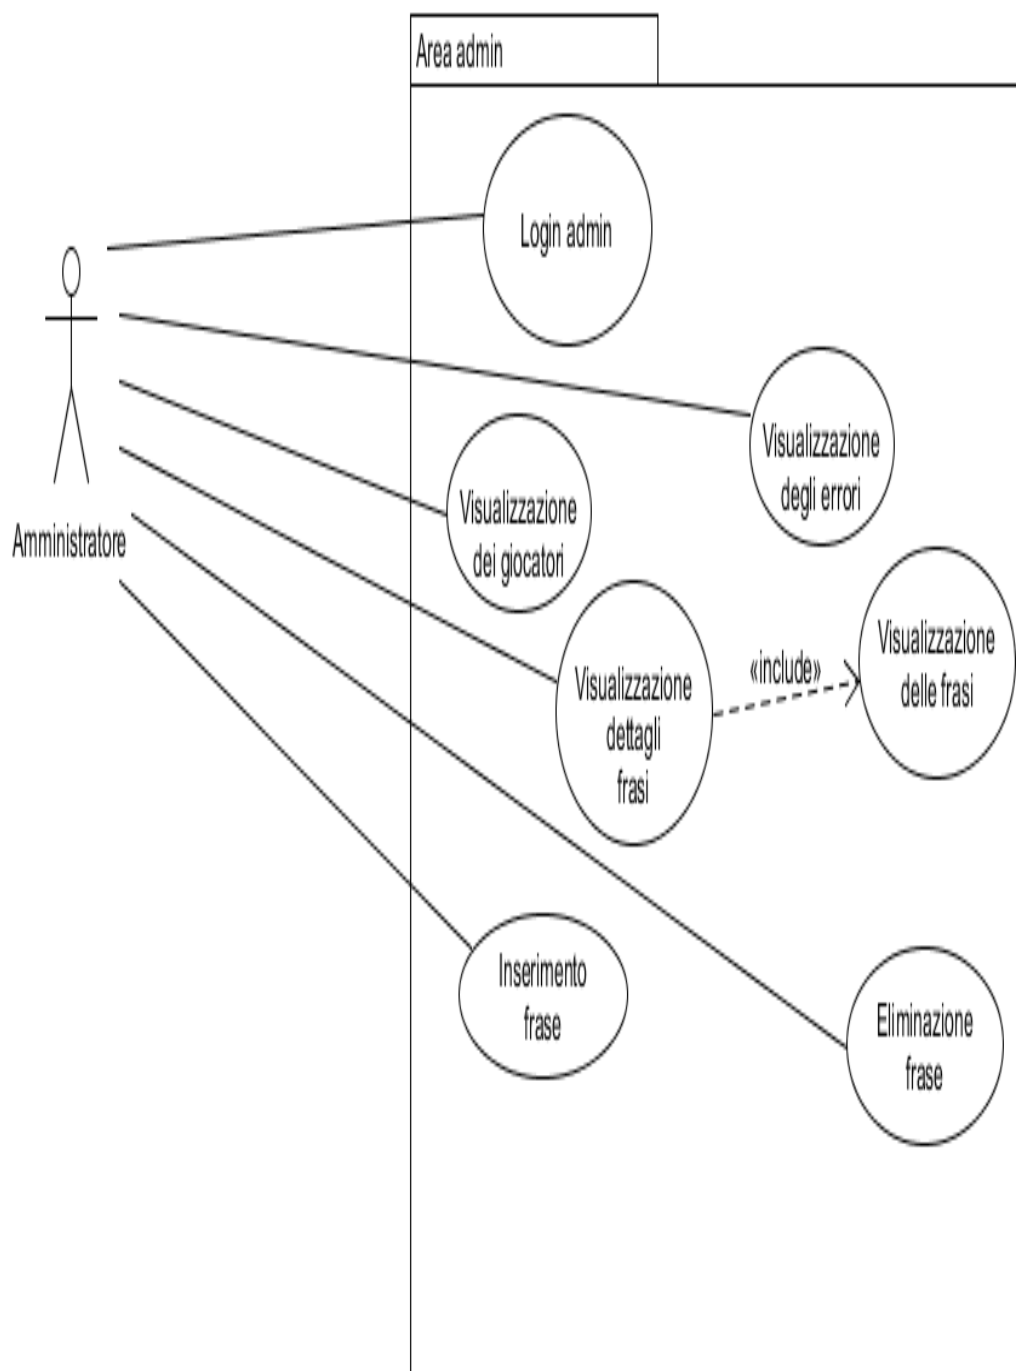 Area admin
Login admin
Visualizzazione
degli errori
Visualizzazione
dei giocatori
Amministratore
Visualizzazione
delle frasi
«include»
Visualizzazione
dettagli
frasi
Inserimento
frase
Eliminazione
frase